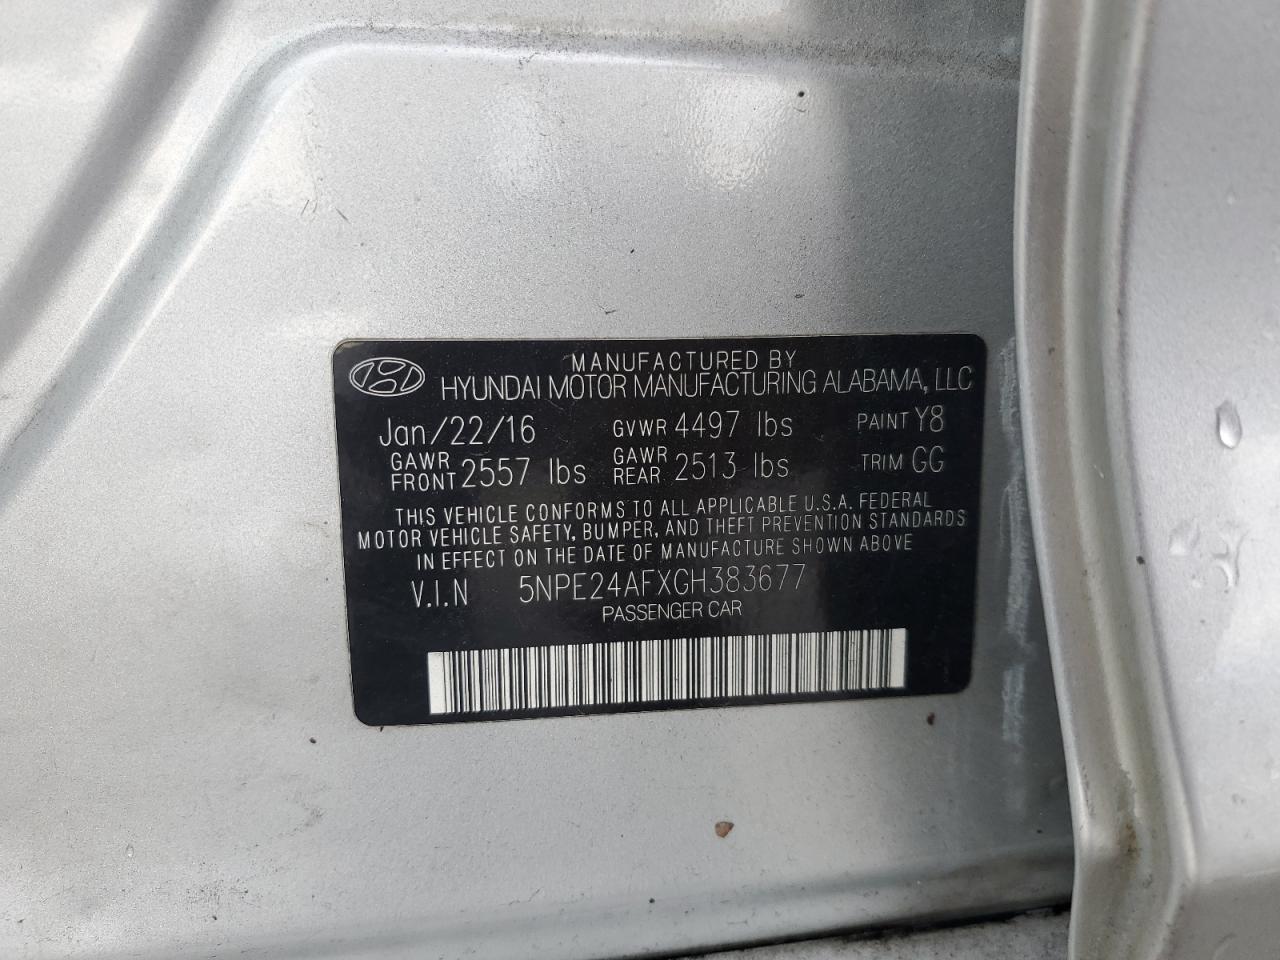 MANUFACTURED BY
HYUNDAI MOTOR MANUFACTURING ALABAMA, LLC
Jan/22/16 GVWR 4497 lbs PAINT Y8
GAWR FRONT 2557 lbs GAWR REAR 2513 lbs TRIM GG
THIS VEHICLE CONFORMS TO ALL APPLICABLE U.S.A. FEDERAL
MOTOR VEHICLE SAFETY, BUMPER, AND THEFT PREVENTION STANDARDS
IN EFFECT ON THE DATE OF MANUFACTURE SHOWN ABOVE
V.I.N 5NPE24AFXGH383677
PASSENGER CAR